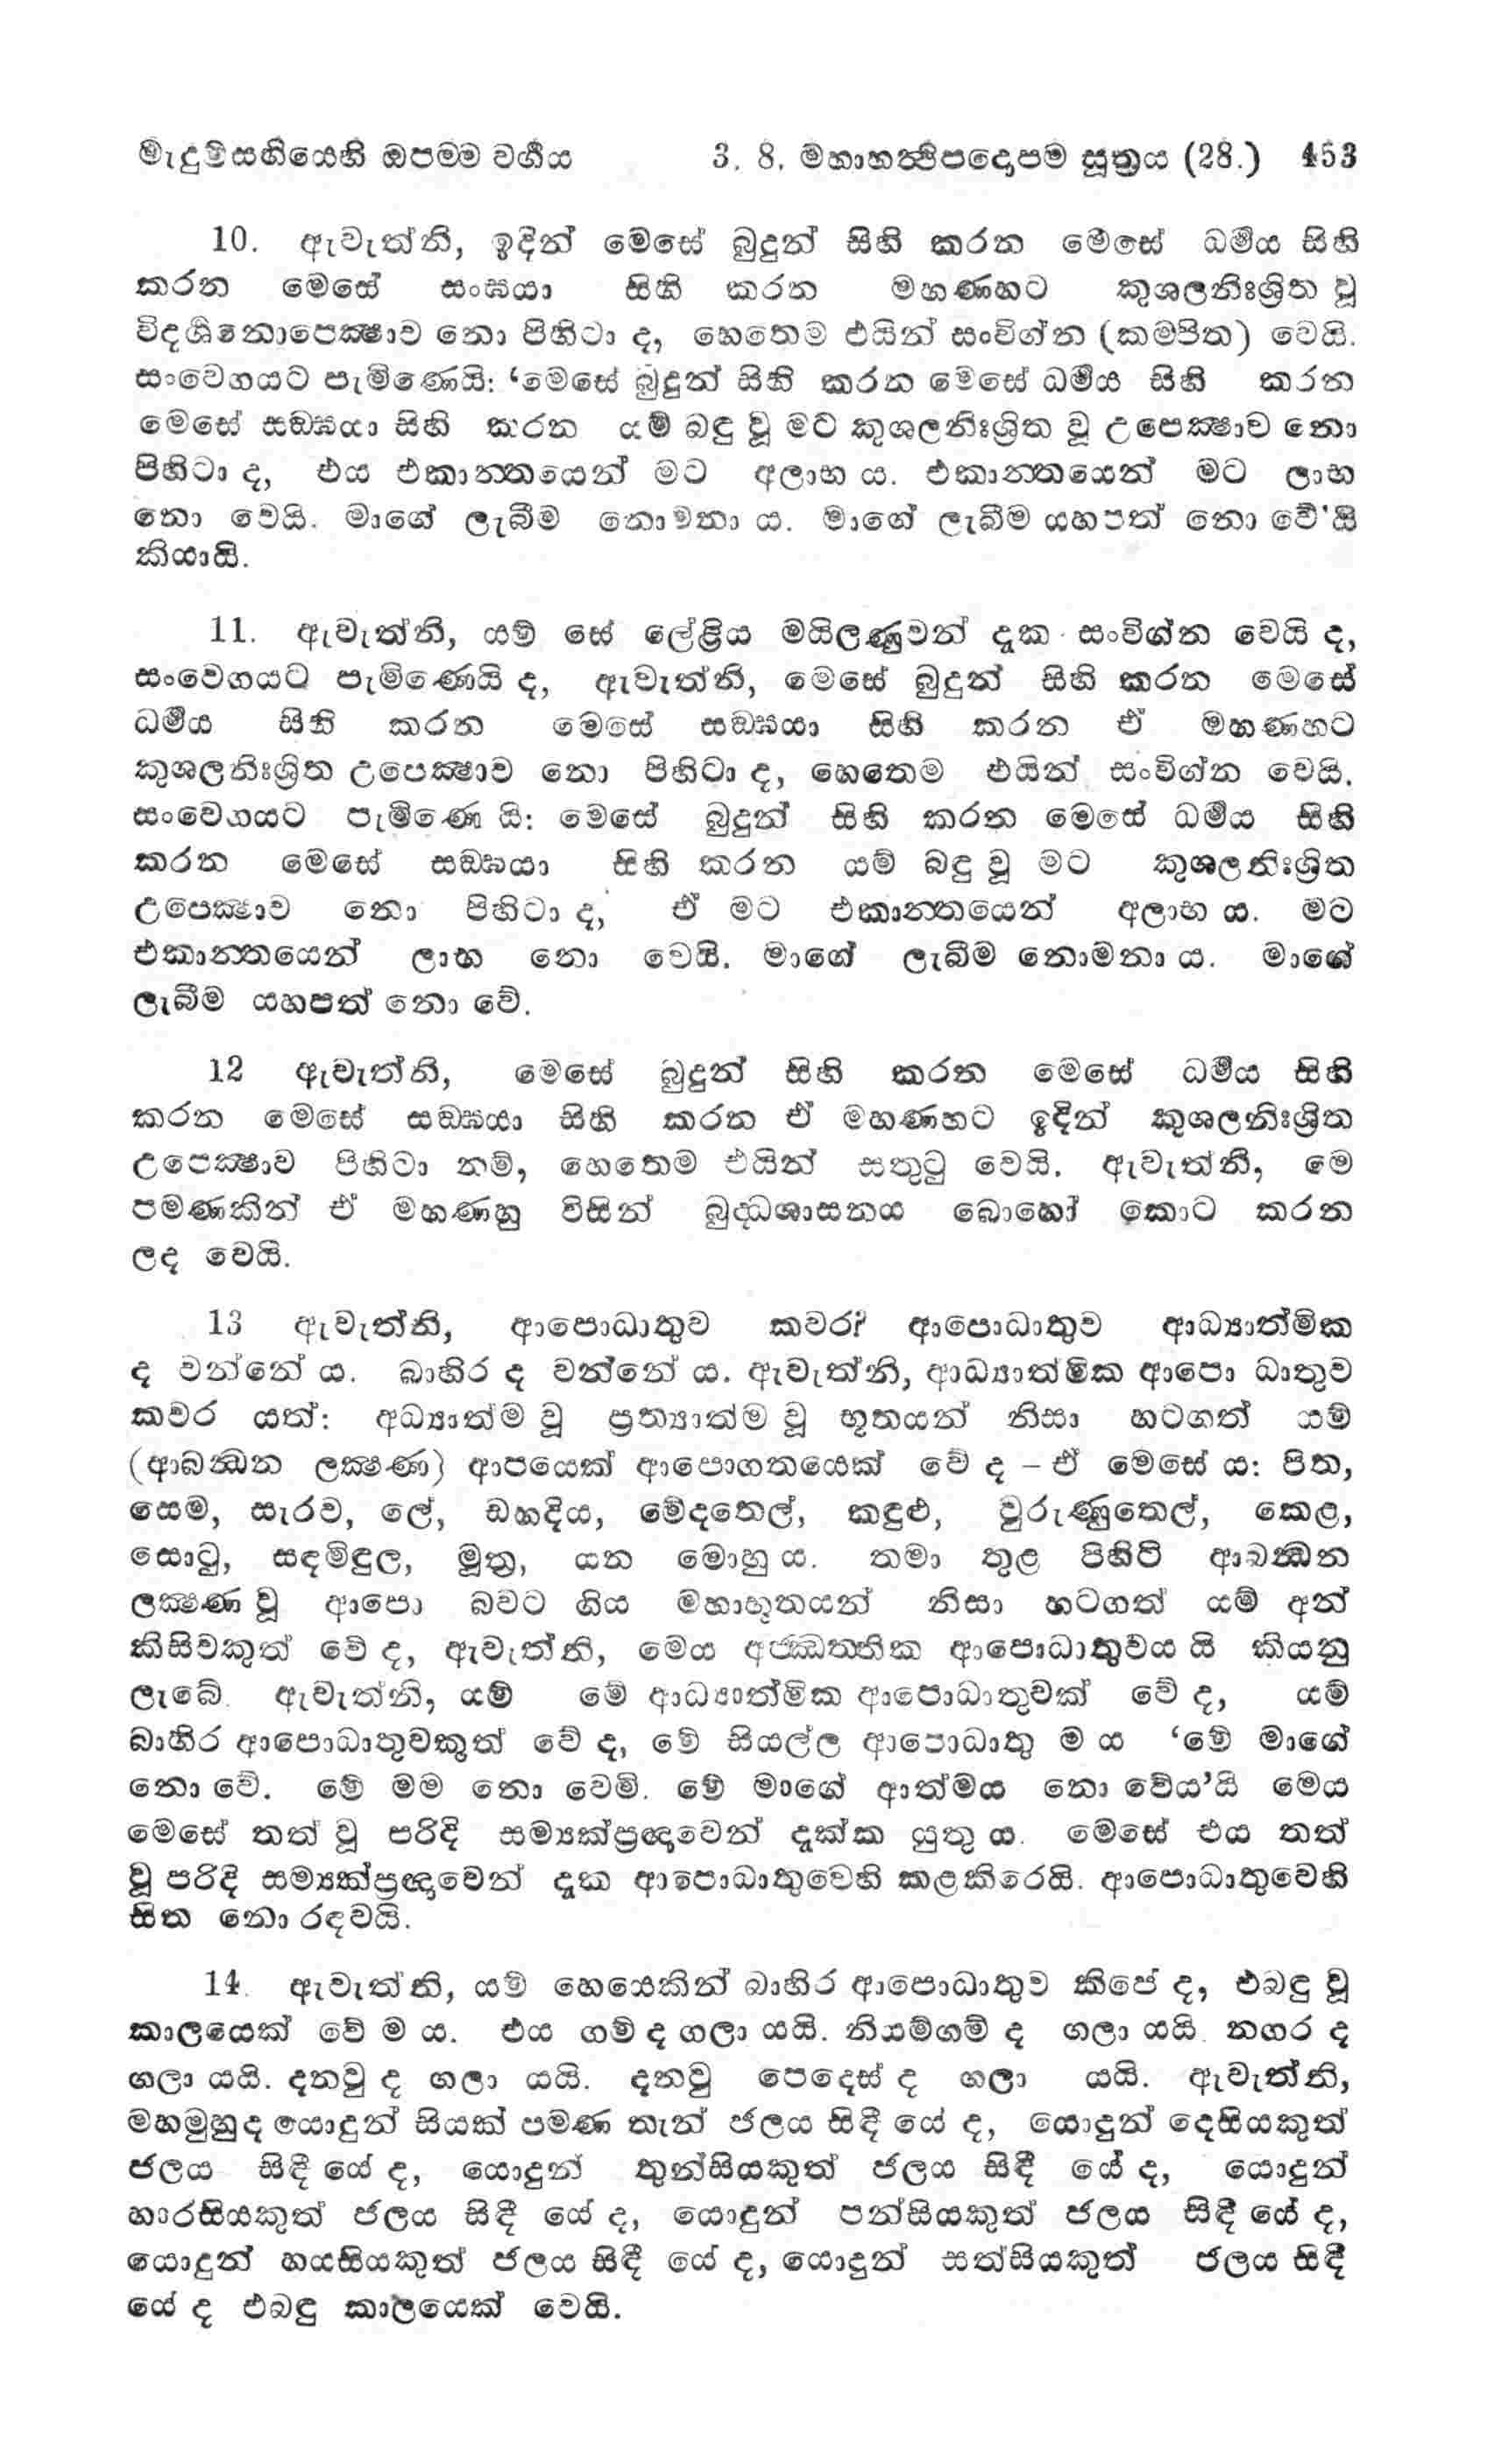 මැදුම්සඟියෙහි ඔපමම වර්‍ගය 3. 8. මහාහත්‍ථිපදොපම සූත්‍රය (28.) 453
10. ඇවැත්නි, ඉදින් මෙසේ බුදුන් සිහි කරන මෙසේ ධර්‍මය සිහි
කරන මෙසේ සංඝයා සිහි කරන මහණහට කුශලනිඃශ්‍රිත වූ
විදර්‍ශනොපෙක්‍ෂාව නො පිහිටා ද, හෙතෙම එයින් සංවිග්න (කම්පිත) වෙයි.
සංවෙගයට පැමිණෙයි: ‘මෙසේ බුදුන් සිහි කරන මෙසේ ධර්‍මය සිහි කරන
මෙසේ සඞ්ඝයා සිහි කරන යම් බඳු වූ මට කුශලනිඃශ්‍රිත වූ උපෙක්‍ෂාව නො
පිහිටා ද, එය එකාන්‍තයෙන් මට අලාභ ය. එකාන්‍තයෙන් මට ලාභ
නො වෙයි. මාගේ ලැබීම නොමනා ය. මාගේ ලැබීම යහපත් නො වේ'යි
කියායි.
11. ඇවැත්නි, යම් සේ ලේළිය මයිලණුවන් දැක සංවිග්න වෙයි ද,
සංවෙගයට පැමිණෙයි ද, ඇවැත්නි, මෙසේ බුදුන් සිහි කරන මෙසේ
ධර්‍මය සිහි කරන මෙසේ සඞ්ඝයා සිහි කරන ඒ මහණහට
කුශලනිඃශ්‍රිත උපෙක්‍ෂාව නො පිහිටා ද, හෙතෙම එයින් සංවිග්න වෙයි.
සංවෙගයට පැමිණෙ යි: මෙසේ බුදුන් සිහි කරන මෙසේ ධර්‍මය සිහි
කරන මෙසේ සඞ්ඝයා සිහි කරන යම් බඳු වූ මට කුශලනිඃශ්‍රිත
උපෙක්‍ෂාව නො පිහිටා ද, ඒ මට එකාන්‍තයෙන් අලාභ ය. මට
එකාන්‍තයෙන් ලාභ නො වෙයි. මාගේ ලැබීම නොමනා ය. මාගේ
ලැබීම යහපත් නො වේ.
12 ඇවැත්නි, මෙසේ බුදුන් සිහි කරන මෙසේ ධර්‍මය සිහි
කරන මෙසේ සඞ්ඝයා සිහි කරන ඒ මහණහට ඉදින් කුශලනිඃශ්‍රිත
උපෙක්‍ෂාව පිහිටා නම්, හෙතෙම එයින් සතුටු වෙයි. ඇවැත්නි, මෙ
පමණකින් ඒ මහණහු විසින් බුද්‍ධශාසනය බොහෝ කොට කරන
ලද වෙයි.
13 ඇවැත්නි, ආපොධාතුව කවර? ආපොධාතුව ආධ්‍යාත්මික
ද වන්නේ ය. බාහිර ද වන්නේ ය. ඇවැත්නි, ආධ්‍යාත්මික ආපො ධාතුව
කවර යත්: අධ්‍යාත්ම වූ ප්‍රත්‍යාත්ම වූ භූතයන් නිසා හටගත් යම්
(ආබන්‍ධන ලක්‍ෂණ) ආපයෙක් ආපොගතයෙක් වේ ද – ඒ මෙසේ ය: පිත,
සෙම, සැරව, ලේ, ඩහදිය, මේදතෙල්, කඳුළු, වුරුණුතෙල්, කෙළ,
සොටු, සඳමිඳුල, මූත්‍ර, යන මොහු ය. තමා තුළ පිහිටි ආබන්‍ධන
ලක්‍ෂණ වූ ආපො බවට ගිය මහාභූතයන් නිසා හටගත් යම් අන්
කිසිවකුත් වේ ද, ඇවැත්නි, මෙය අජ්ඣත්‍තික ආපොධාතුවය යි කියනු
ලැබේ. ඇවැත්නි, යම් මේ ආධ්‍යාත්මික ආපොධාතුවක් වේ ද, යම්
බාහිර ආපොධාතුවකුත් වේ ද, මේ සියල්ල ආපොධාතු ම ය ‘මේ මාගේ
නො වේ. මේ මම නො වෙමි. මේ මාගේ ආත්මය නො වේය’යි මෙය
මෙසේ තත් වූ පරිදි සම්‍යක්ප්‍රඥාවෙන් දැක්ක යුතු ය. මෙසේ එය තත්
වූ පරිදි සම්‍යක්ප්‍රඥාවෙන් දැක ආපොධාතුවෙහි කළකිරෙයි. ආපොධාතුවෙහි
සිත නො රඳවයි.
14. ඇවැත්නි, යම් හෙයෙකින් බාහිර ආපොධාතුව කිපේ ද, එබඳු වූ
කාලයෙක් වේ ම ය. එය ගම් ද ගලා යයි. නියම්ගම් ද ගලා යයි. නගර ද
ගලා යයි. දනවු ද ගලා යයි. දනවු පෙදෙස් ද ගලා යයි. ඇවැත්නි,
මහමුහුද යොදුන් සියක් පමණ තැන් ජලය සිඳී යේ ද, යොදුන් දෙසියකුත්
ජලය සිඳී යේ ද, යොදුන් තුන්සියකුත් ජලය සිඳී යේ ද, යොදුන්
හාරසියකුත් ජලය සිඳී යේ ද, යොදුන් පන්සියකුත් ජලය සිඳී යේ ද,
යොදුන් හයසියකුත් ජලය සිඳී යේ ද, යොදුන් සත්සියකුත් ජලය සිඳී
යේ ද එබඳු කාලයෙක් වෙයි.